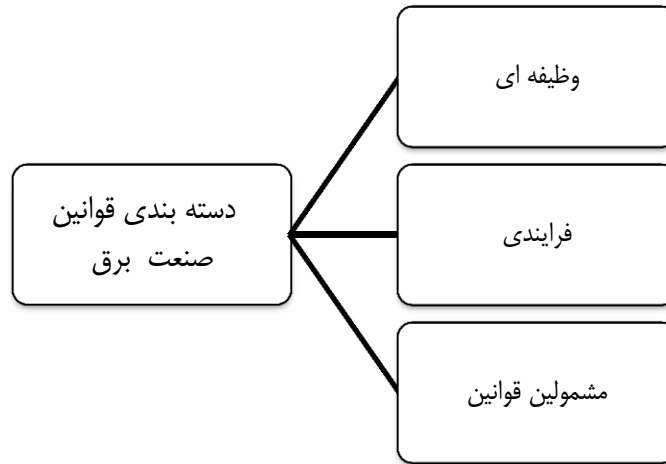 وظیفه ای
دسته بندی قوانین
صنعت برق
فرایندی
مشمولین قوانین